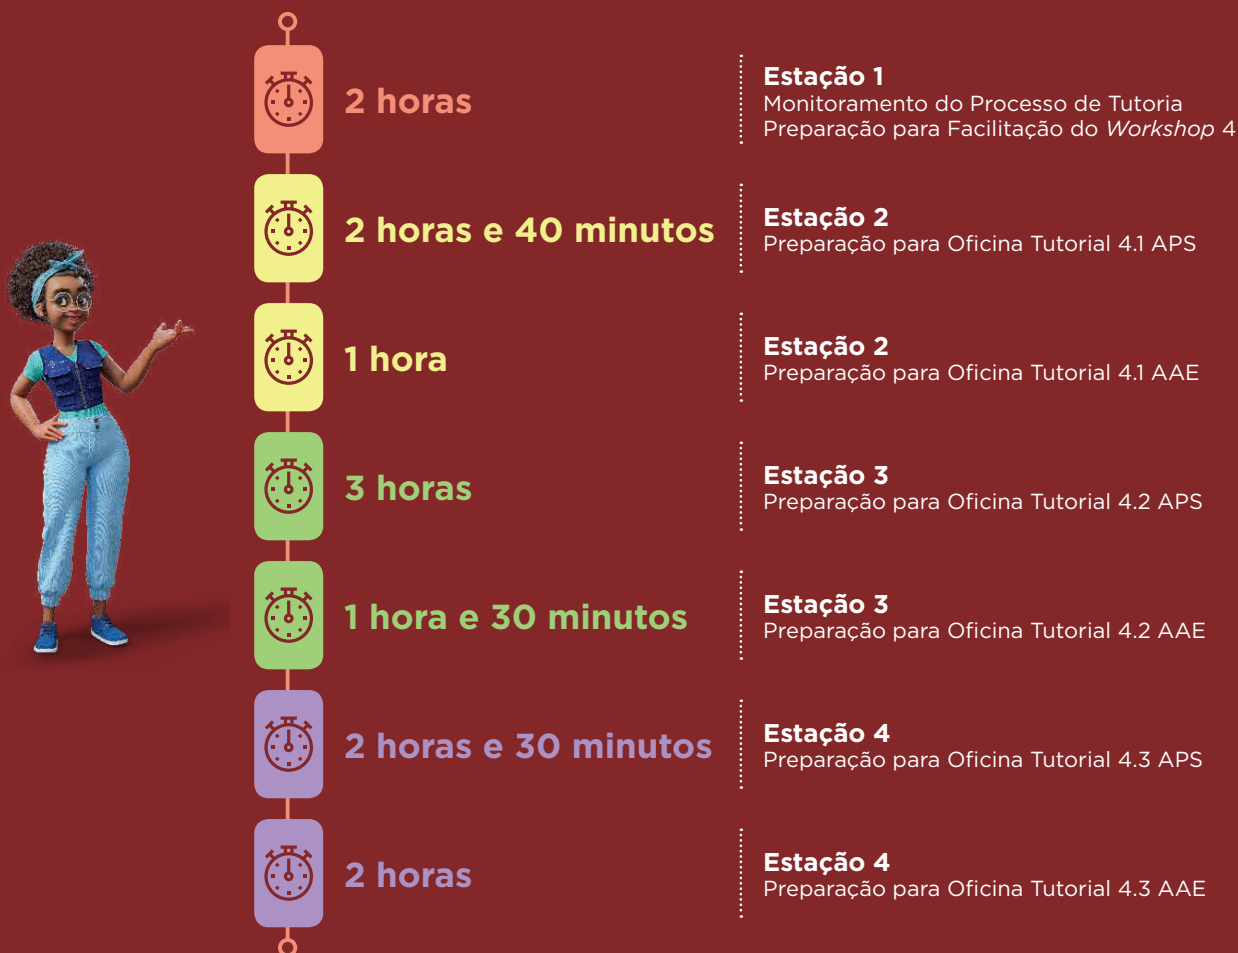 2 horas
Estação 1
Monitoramento do Processo de Tutoria
Preparação para Facilitação do Workshop 4
2 horas e 40 minutos
Estação 2
Preparação para Oficina Tutorial 4.1 APS
1 hora
Estação 2
Preparação para Oficina Tutorial 4.1 AAE
3 horas
Estação 3
Preparação para Oficina Tutorial 4.2 APS
1 hora e 30 minutos
Estação 3
Preparação para Oficina Tutorial 4.2 AAE
2 horas e 30 minutos
Estação 4
Preparação para Oficina Tutorial 4.3 APS
2 horas
Estação 4
Preparação para Oficina Tutorial 4.3 AAE